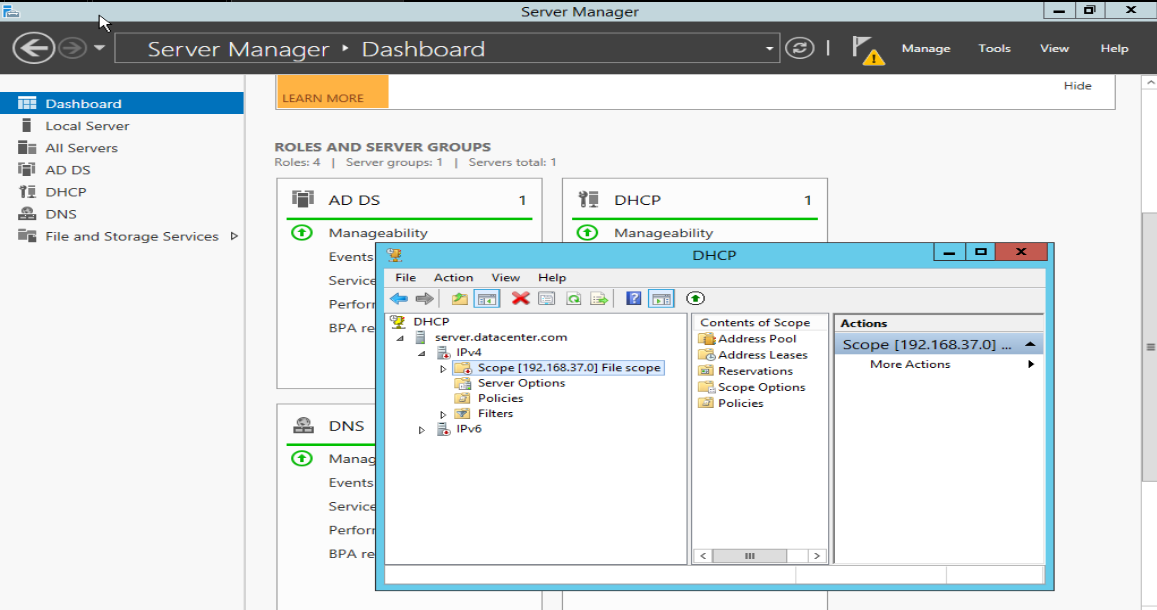 Server Manager
Server Manager ‣ Dashboard
Manage Tools View Help
Dashboard
Local Server
All Servers
AD DS
DHCP
DNS
File and Storage Services
LEARN MORE
Hide
ROLES AND SERVER GROUPS
Roles: 4 | Server groups: 1 | Servers total: 1
AD DS 1
Manageability
Events
Service
Perfor
BPA re
DHCP 1
Manageability
DNS
Manag
Events
Service
Perfor
BPA re
DHCP
File Action View Help
DHCP
server.datacenter.com
IPv4
Scope [192.168.37.0] File scope
Server Options
Policies
Filters
IPv6
Contents of Scope
Address Pool
Address Leases
Reservations
Scope Options
Policies
Actions
Scope [192.168.37.0] ...
More Actions